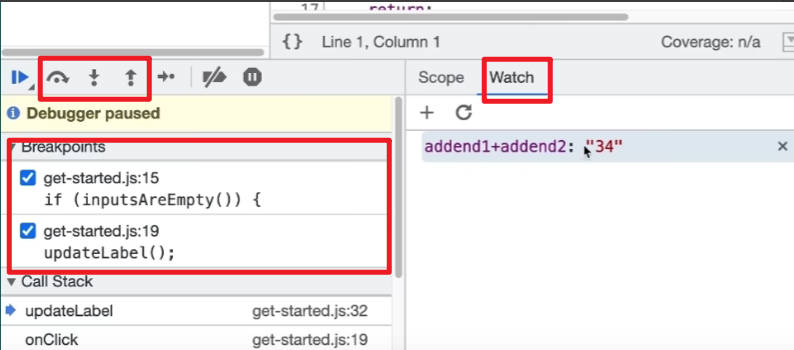 17 return;
{} Line 1, Column 1 Coverage: n/a
Scope Watch
Debugger paused
Breakpoints
get-started.js:15
if (inputsAreEmpty()) {
get-started.js:19
updateLabel();
Call Stack
updateLabel get-started.js:32
onClick get-started.js:19
addend1+addend2: "34"